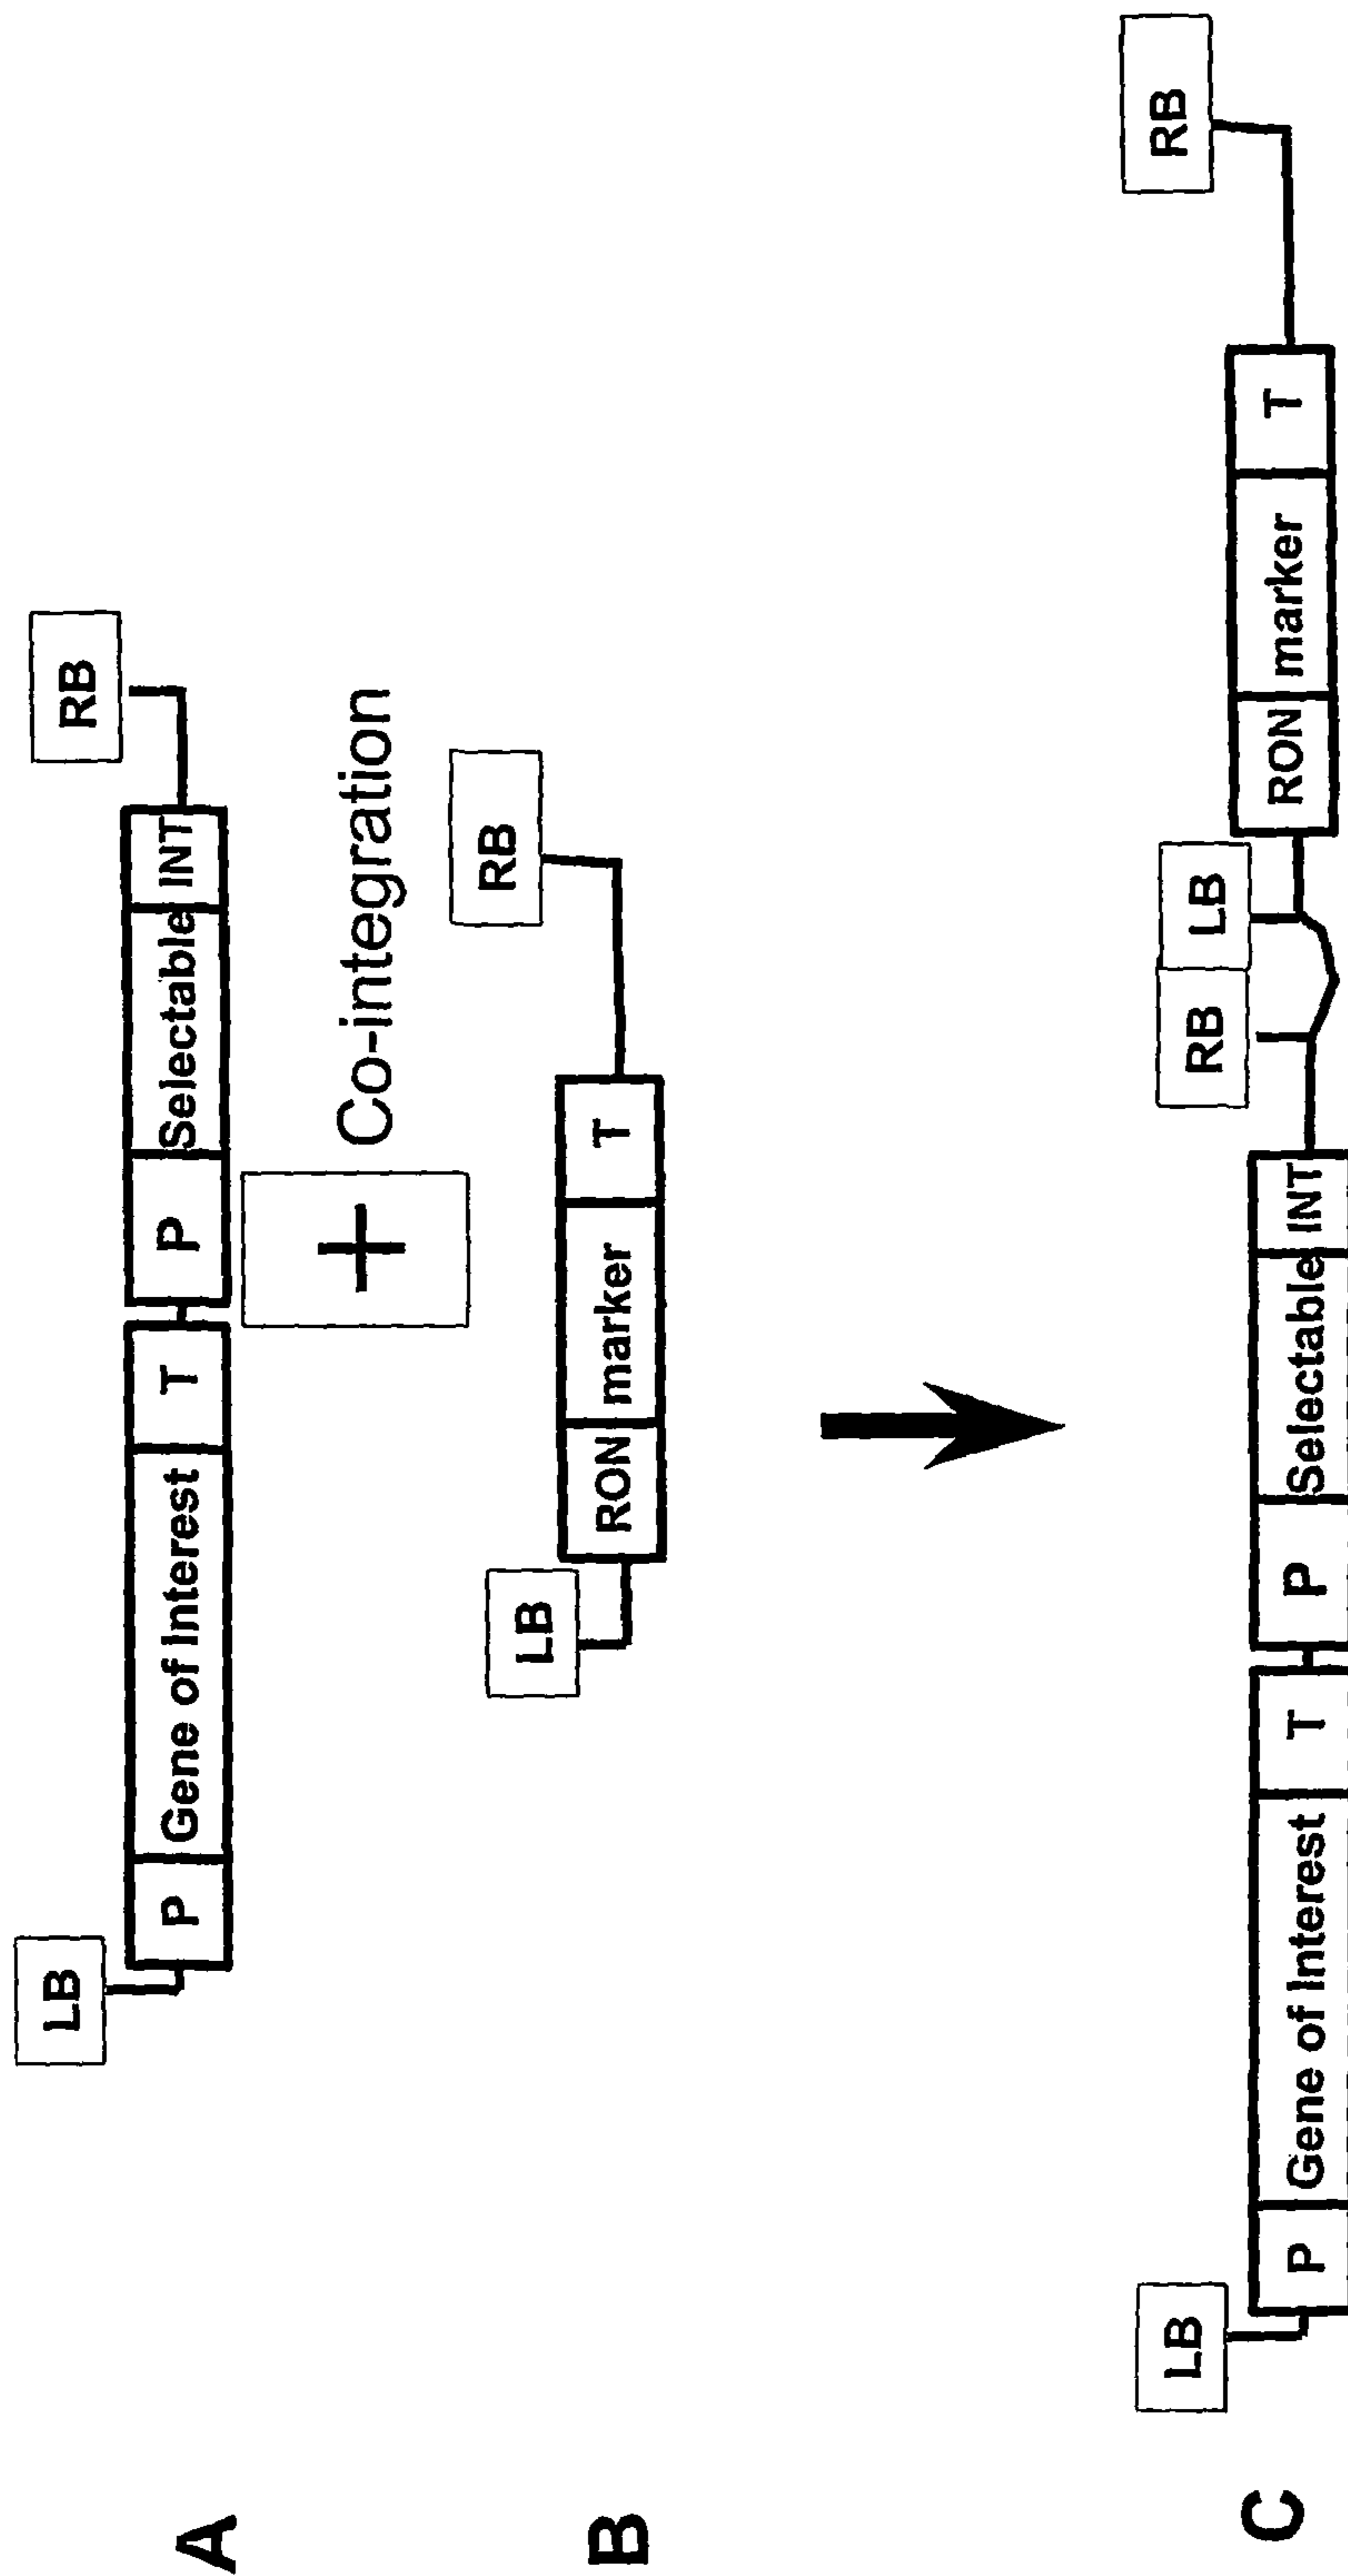 A
LB RB
P Gene of Interest T P Selectable INT
+ Co-integration
B
LB RB
RON marker T
C
LB RB LB RB
P Gene of Interest T P Selectable INT RON marker T